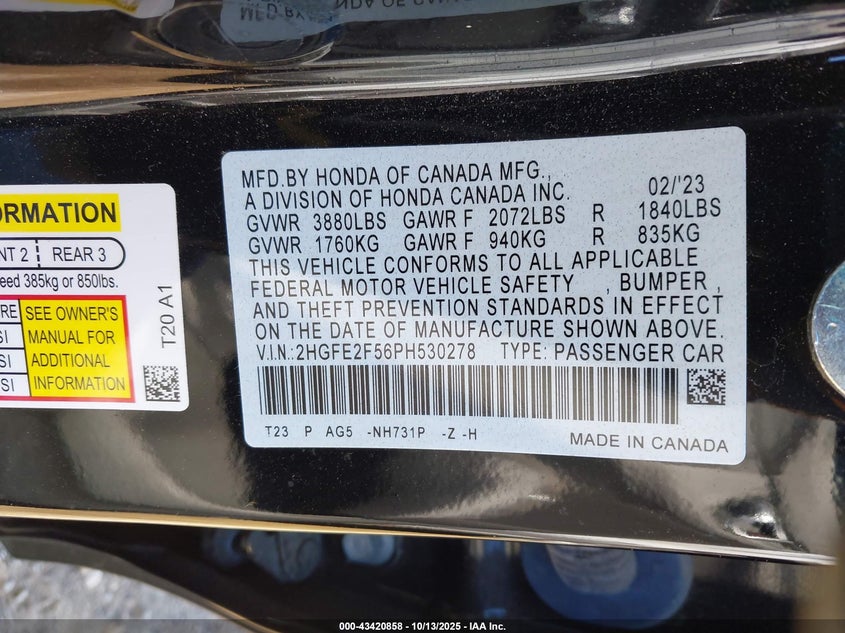 MFD.BY HONDA OF CANADA MFG.,
A DIVISION OF HONDA CANADA INC. 02/'23
GVWR 3880LBS GAWR F 2072LBS R 1840LBS
GVWR 1760KG GAWR F 940KG R 835KG
THIS VEHICLE CONFORMS TO ALL APPLICABLE
FEDERAL MOTOR VEHICLE SAFETY , BUMPER ,
AND THEFT PREVENTION STANDARDS IN EFFECT
ON THE DATE OF MANUFACTURE SHOWN ABOVE.
V.I.N.:2HGFE2F56PH530278 TYPE: PASSENGER CAR
T23 P AG5 -NH731P -Z -H
MADE IN CANADA
ORMATION
NT 2 REAR 3
eed 385kg or 850lbs.
RE SEE OWNER'S
SI MANUAL FOR
SI ADDITIONAL
SI INFORMATION
T20 A1
000-43420858 - 10/13/2025 - IAA Inc.